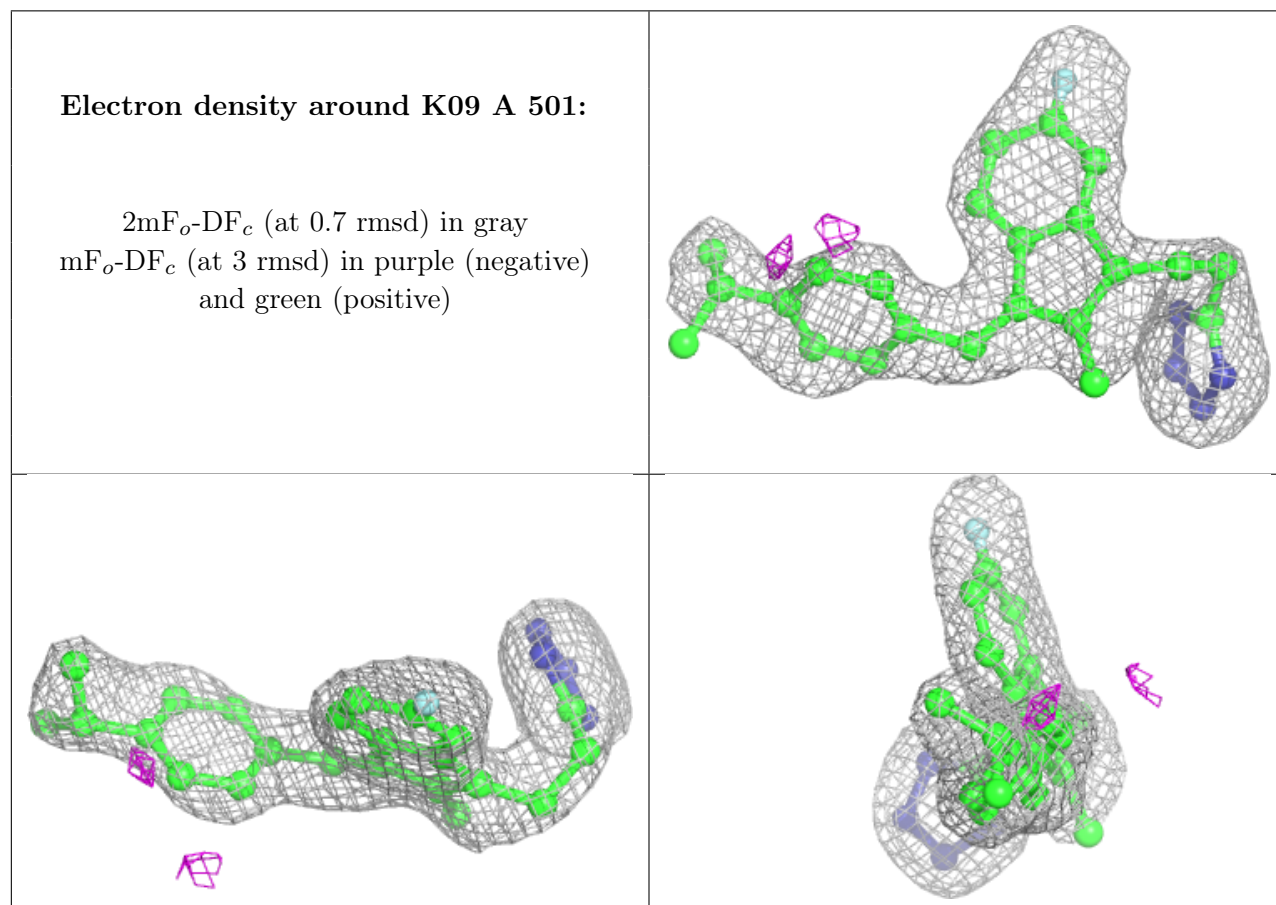 Electron density around K09 A 501:
2mFo-DFc (at 0.7 rmsd) in gray
mFo-DFc (at 3 rmsd) in purple (negative)
and green (positive)